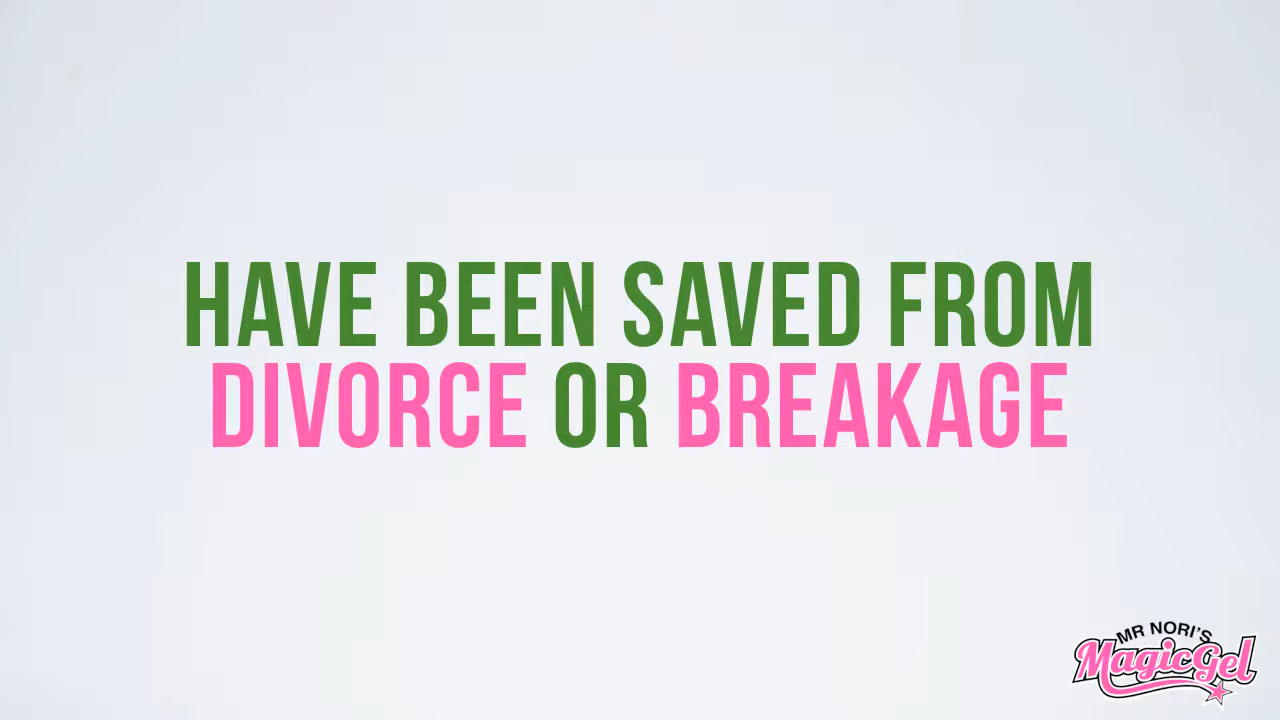 HAVE BEEN SAVED FROM
DIVORCE OR BREAKAGE
MR NORI'S
MagicGel